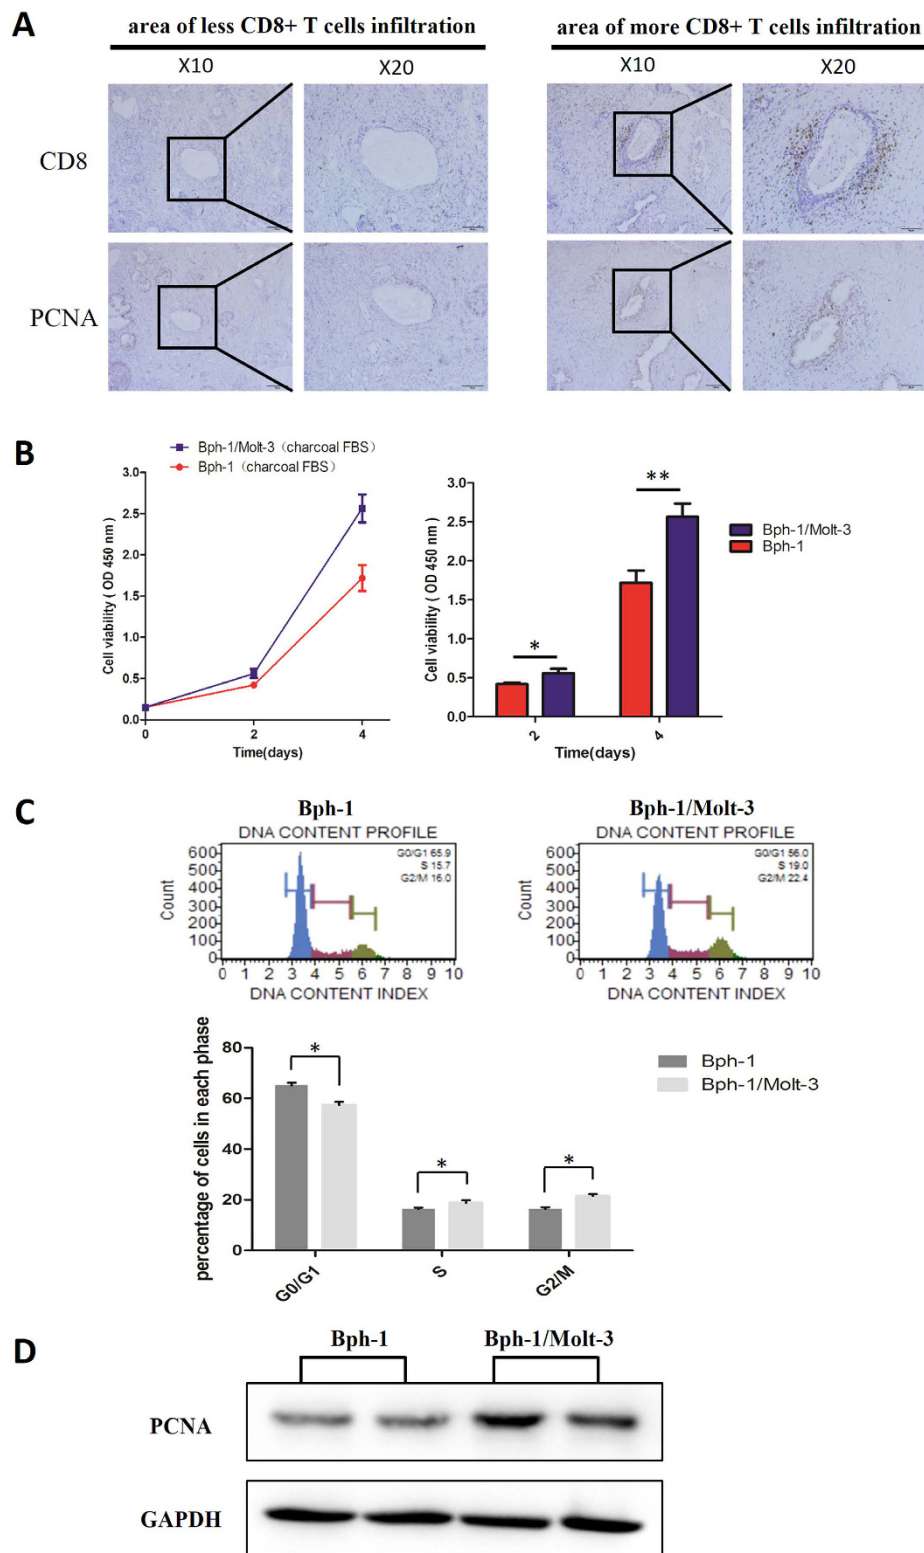 A
area of less CD8+ T cells infiltration
area of more CD8+ T cells infiltration
X10
X20
X10
X20
CD8
PCNA
B
Bph-1/Molt-3 (charcoal FBS)
Bph-1 (charcoal FBS)
Cell viability ( OD 450 nm )
3.0
2.5
2.0
1.5
1.0
0.5
0.0
0
2
4
Time(days)
Cell viability ( OD 450 nm )
3.0
2.5
2.0
1.5
1.0
0.5
0.0
*
**
2
4
Time(days)
Bph-1/Molt-3
Bph-1
C
Bph-1
DNA CONTENT PROFILE
G0/G1 65.9
S 15.7
G2/M 16.0
Count
600
500
400
300
200
100
0
0 1 2 3 4 5 6 7 8 9 10
DNA CONTENT INDEX
Bph-1/Molt-3
DNA CONTENT PROFILE
G0/G1 56.0
S 19.0
G2/M 22.4
Count
600
500
400
300
200
100
0
0 1 2 3 4 5 6 7 8 9 10
DNA CONTENT INDEX
percentage of cells in each phase
80
60
40
20
0
*
*
*
G0/G1
S
G2/M
Bph-1
Bph-1/Molt-3
D
Bph-1
Bph-1/Molt-3
PCNA
GAPDH